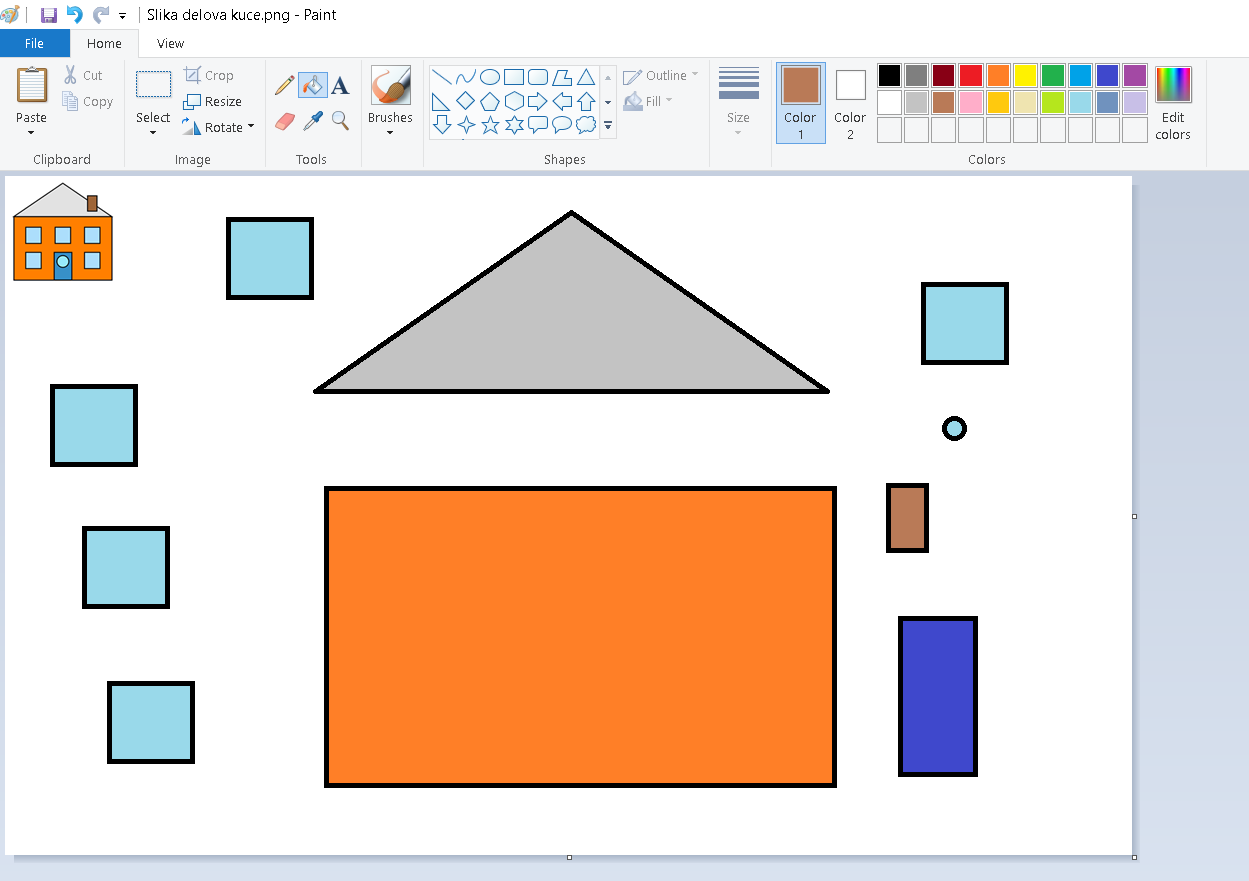 Slika delova kuce.png - Paint
File Home View
Paste
Cut
Copy
Clipboard
Select
Crop
Resize
Rotate
Image
Tools
Brushes
Shapes
Outline
Fill
Size
Color
1
Color
2
Colors
Edit
colors